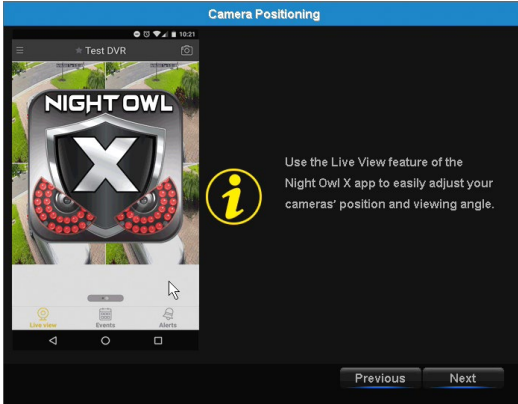 Camera Positioning
10:21
Test DVR
NIGHT OWL
X
Use the Live View feature of the
Night Owl X app to easily adjust your
cameras' position and viewing angle.
Live view Events Alerts
Previous Next